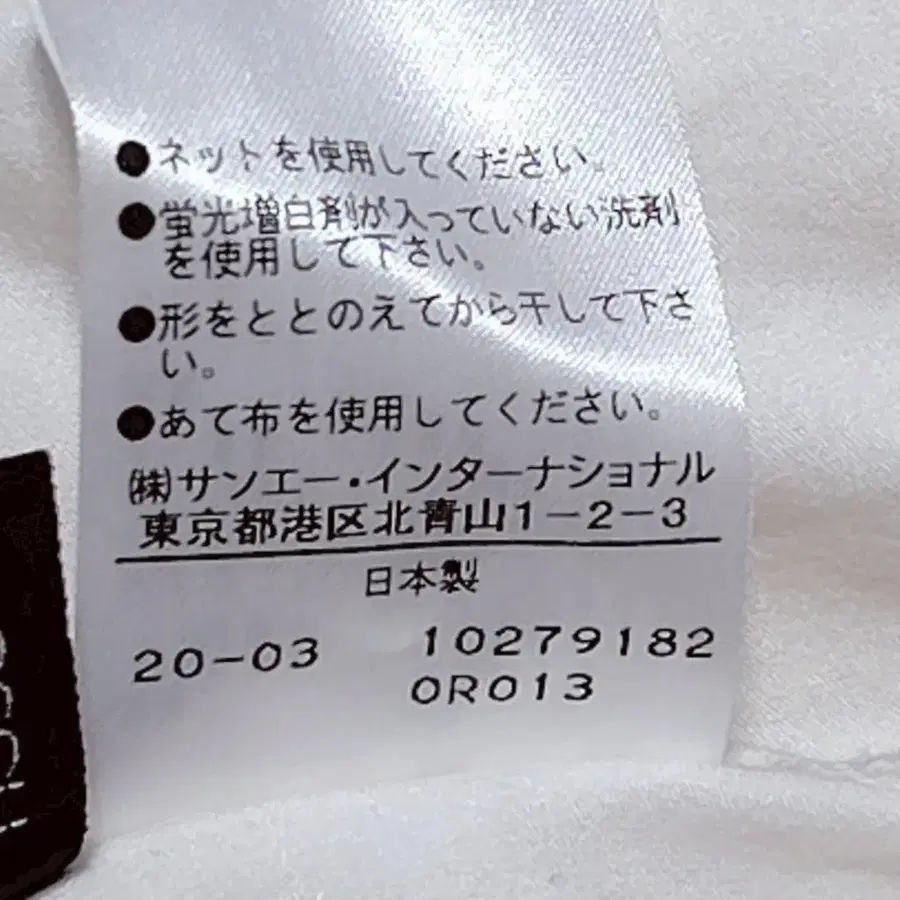 ●ネットを使用してください。
●蛍光増白剤が入っていない洗剤
を使用して下さい。
●形をととのえてから干して下さ
い。
●あて布を使用してください。
㈱サンエー・インターナショナル
東京都港区北青山1-2-3
日本製
20-03 10279182
OR013